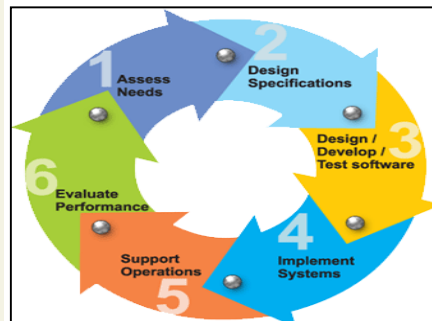 1
Assess
Needs
2
Design
Specifications
3
Design /
Develop /
Test software
4
Implement
Systems
5
Support
Operations
6
Evaluate
Performance